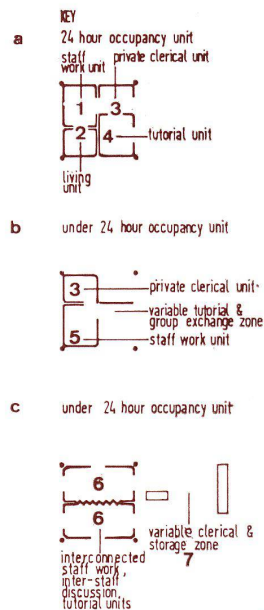 KEY
a 24 hour occupancy unit
staff work unit
private clerical unit
1
3
2
4
tutorial unit
living unit
b under 24 hour occupancy unit
3
private clerical unit
variable tutorial &
group exchange zone
5
staff work unit
c under 24 hour occupancy unit
6
6
variable clerical &
storage zone
7
interconnected
staff work,
inter-staff
discussion,
tutorial units